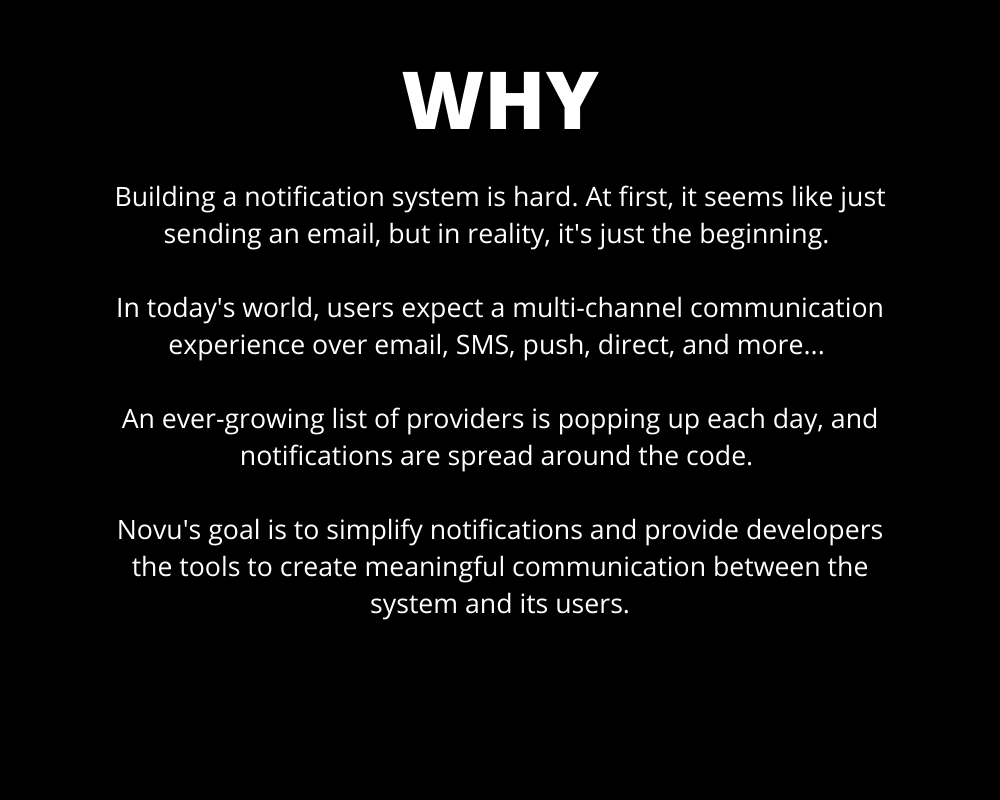 WHY
Building a notification system is hard. At first, it seems like just
sending an email, but in reality, it's just the beginning.
In today's world, users expect a multi-channel communication
experience over email, SMS, push, direct, and more...
An ever-growing list of providers is popping up each day, and
notifications are spread around the code.
Novu's goal is to simplify notifications and provide developers
the tools to create meaningful communication between the
system and its users.